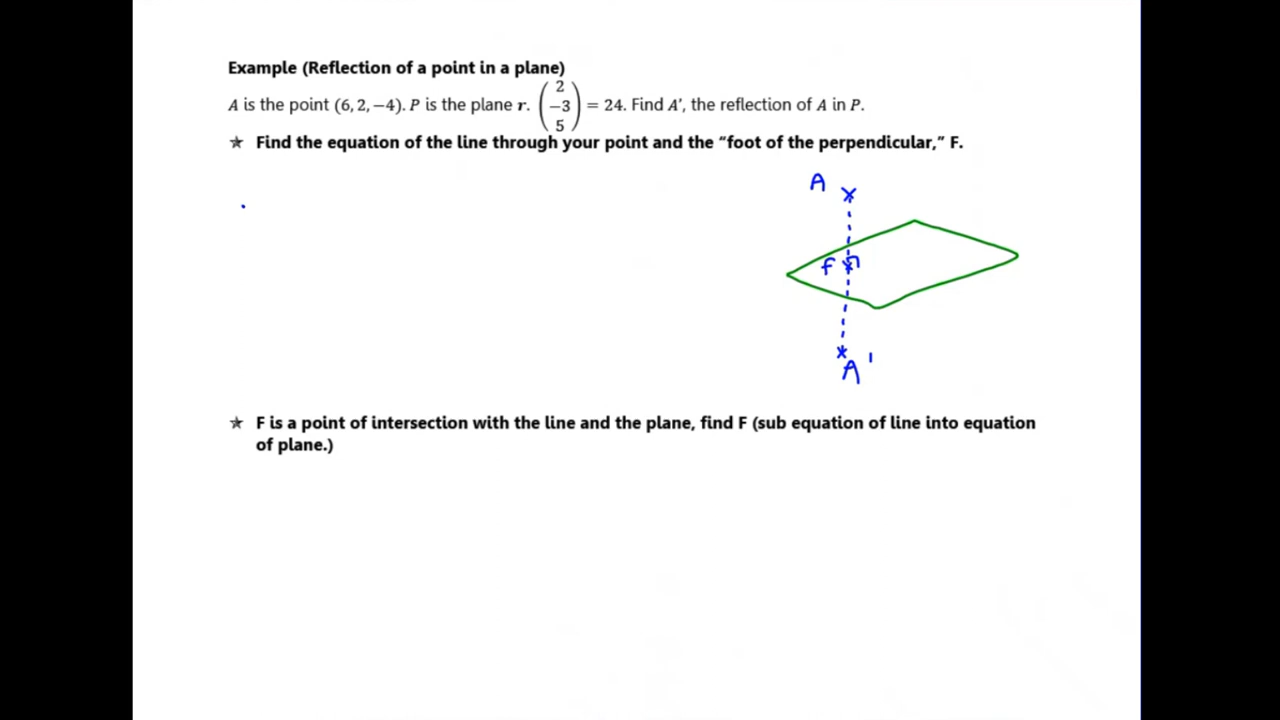 Example (Reflection of a point in a plane)
A is the point (6, 2, −4). P is the plane r. (2 −3 5) = 24. Find A′, the reflection of A in P.
★ Find the equation of the line through your point and the “foot of the perpendicular,” F.
A
F
A'
★ F is a point of intersection with the line and the plane, find F (sub equation of line into equation
of plane.)